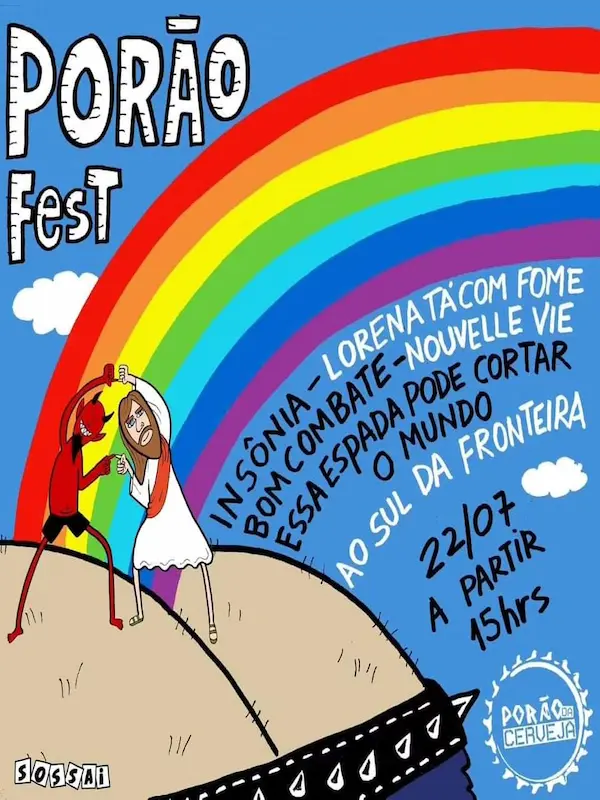 PORÃO
FesT
INSÔNIA - LORENA TÁ COM FOME
BOM COMBATE - NOUVELLE VIE
ESSA ESPADA PODE CORTAR
O MUNDO
AO SUL DA FRONTEIRA
22/07
A PARTIR
15hrs
PORÃO DA
CERVEJA
SOSSAi